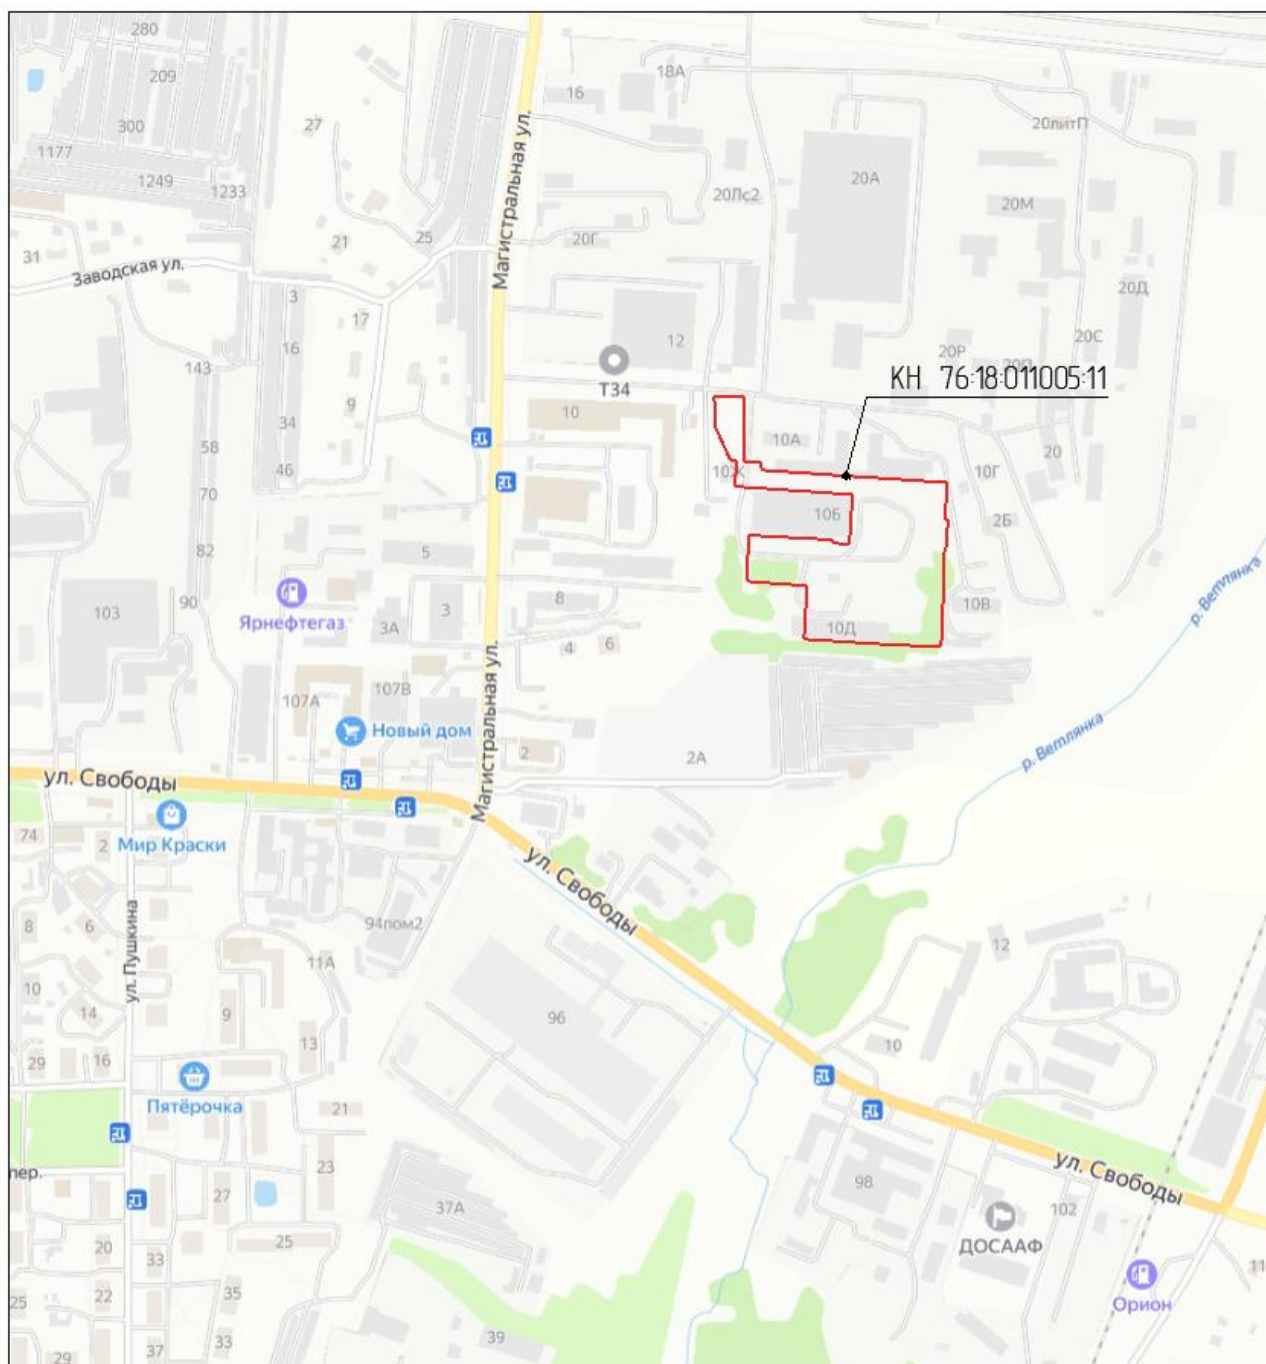 280
209
18А
16
300
27
20литП
1177
1249
1233
Магистральная ул.
20А
20Лс2
20М
31
21
25
20Г
Заводская ул.
3
20Д
17
16
12
20С
143
20Р
20П
Т34
КН 76:18:011005:11
9
10
34
10А
58
46
10Ж
10Г
20
70
10Б
2Б
82
5
р. Ветлянка
90
103
Ярнефтегаз
3
3А
8
10В
10Д
4
6
107А
107В
Магистральная ул.
Новый дом
2
2А
р. Ветлянка
ул. Свободы
74
2
Мир Краски
ул. Свободы
8
6
ул. Пушкина
94пом2
12
11А
10
14
9
13
96
10
29
16
Пятёрочка
21
пер.
23
ул. Свободы
27
37А
98
102
ДОСААФ
20
33
25
11
25
22
35
Орион
29
37
33
39